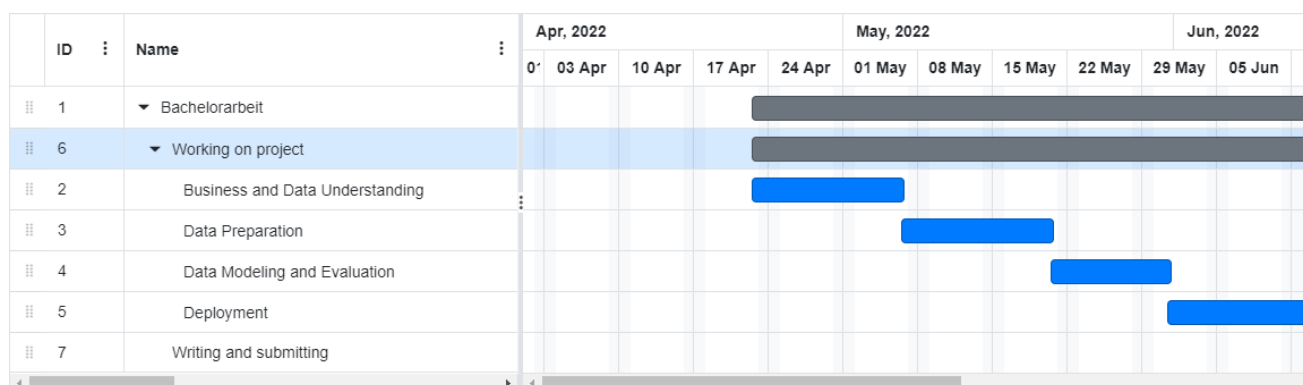 ID Name Apr, 2022 May, 2022 Jun, 2022
03 Apr 10 Apr 17 Apr 24 Apr 01 May 08 May 15 May 22 May 29 May 05 Jun
1 Bachelorarbeit
6 Working on project
2 Business and Data Understanding
3 Data Preparation
4 Data Modeling and Evaluation
5 Deployment
7 Writing and submitting